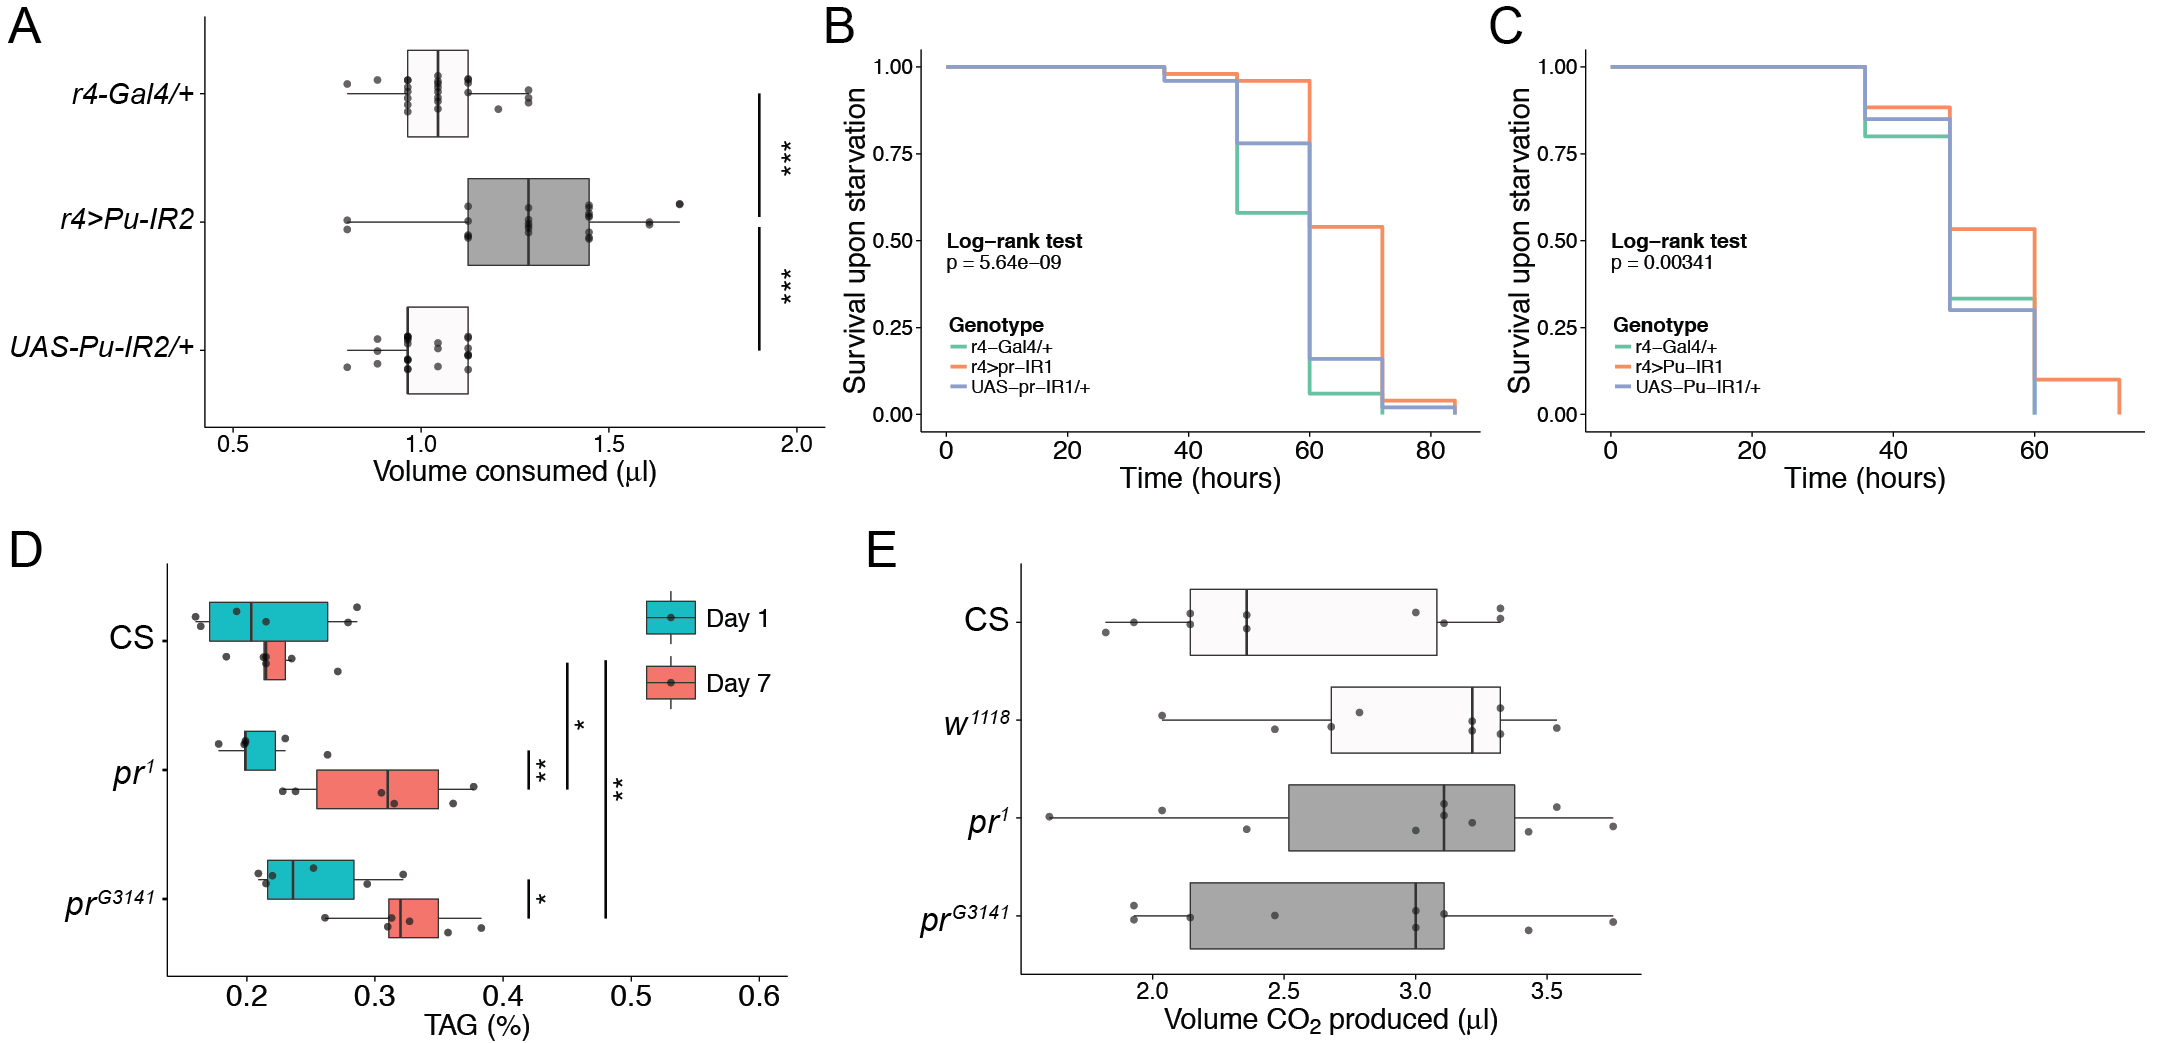 A
r4-Gal4/+
r4>Pu-IR2
UAS-Pu-IR2/+
***
***
0.5 1.0 1.5 2.0
Volume consumed (μl)
B
Survival upon starvation
1.00
0.75
0.50
0.25
0.00
Log–rank test
p = 5.64e–09
Genotype
r4–Gal4/+
r4>pr–IR1
UAS–pr–IR1/+
0 20 40 60 80
Time (hours)
C
Survival upon starvation
1.00
0.75
0.50
0.25
0.00
Log–rank test
p = 0.00341
Genotype
r4–Gal4/+
r4>Pu–IR1
UAS–Pu–IR1/+
0 20 40 60
Time (hours)
D
CS
pr1
prG3141
Day 1
Day 7
*
**
**
*
0.2 0.3 0.4 0.5 0.6
TAG (%)
E
CS
w1118
pr1
prG3141
2.0 2.5 3.0 3.5
Volume CO2 produced (μl)